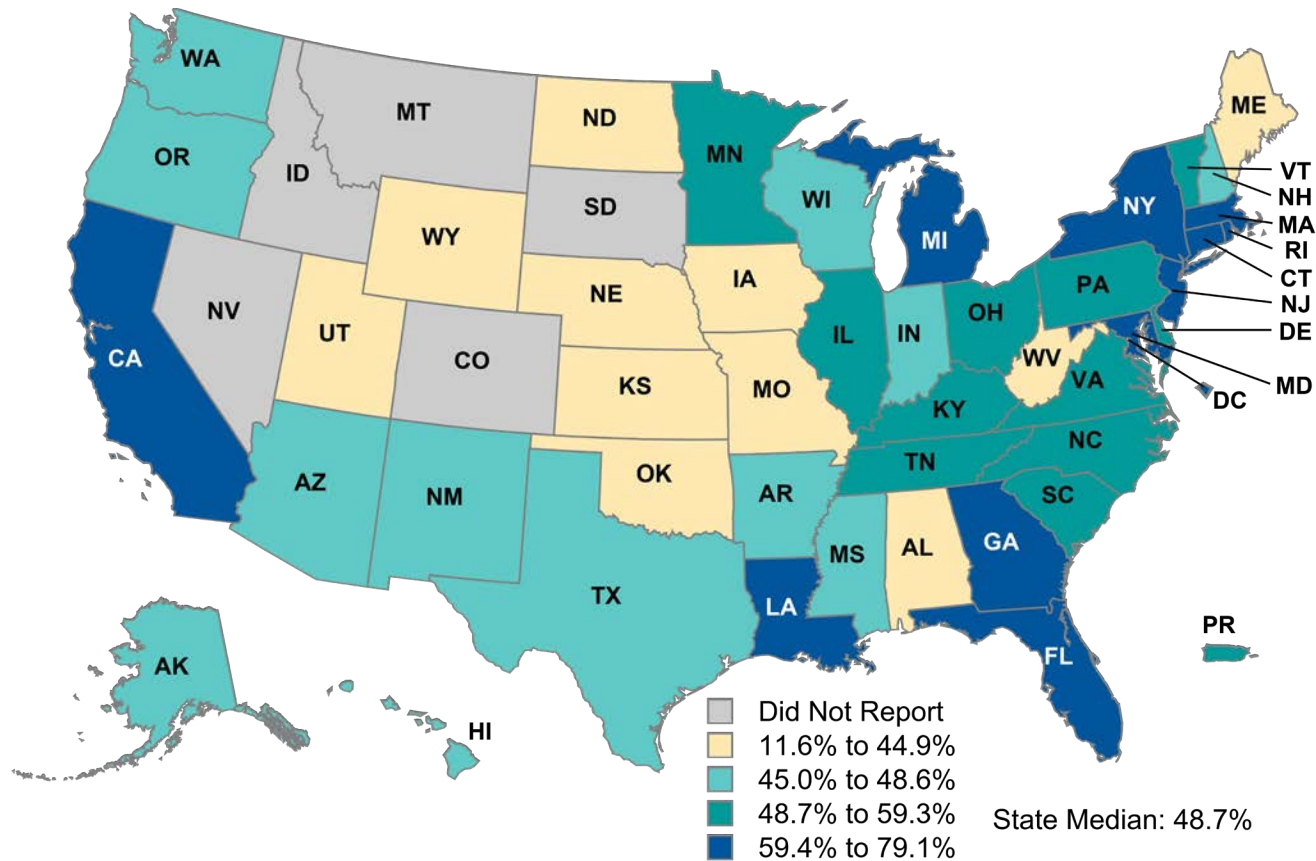 WA
MT
ND
MN
ME
OR
ID
SD
WI
MI
NY
VT
NH
MA
RI
CT
NJ
DE
MD
DC
WY
NE
IA
PA
NV
UT
CO
KS
MO
IL
IN
OH
WV
VA
CA
KY
NC
AZ
NM
OK
AR
TN
SC
TX
LA
MS
AL
GA
FL
PR
AK
HI
Did Not Report
11.6% to 44.9%
45.0% to 48.6%
48.7% to 59.3%
59.4% to 79.1%
State Median: 48.7%